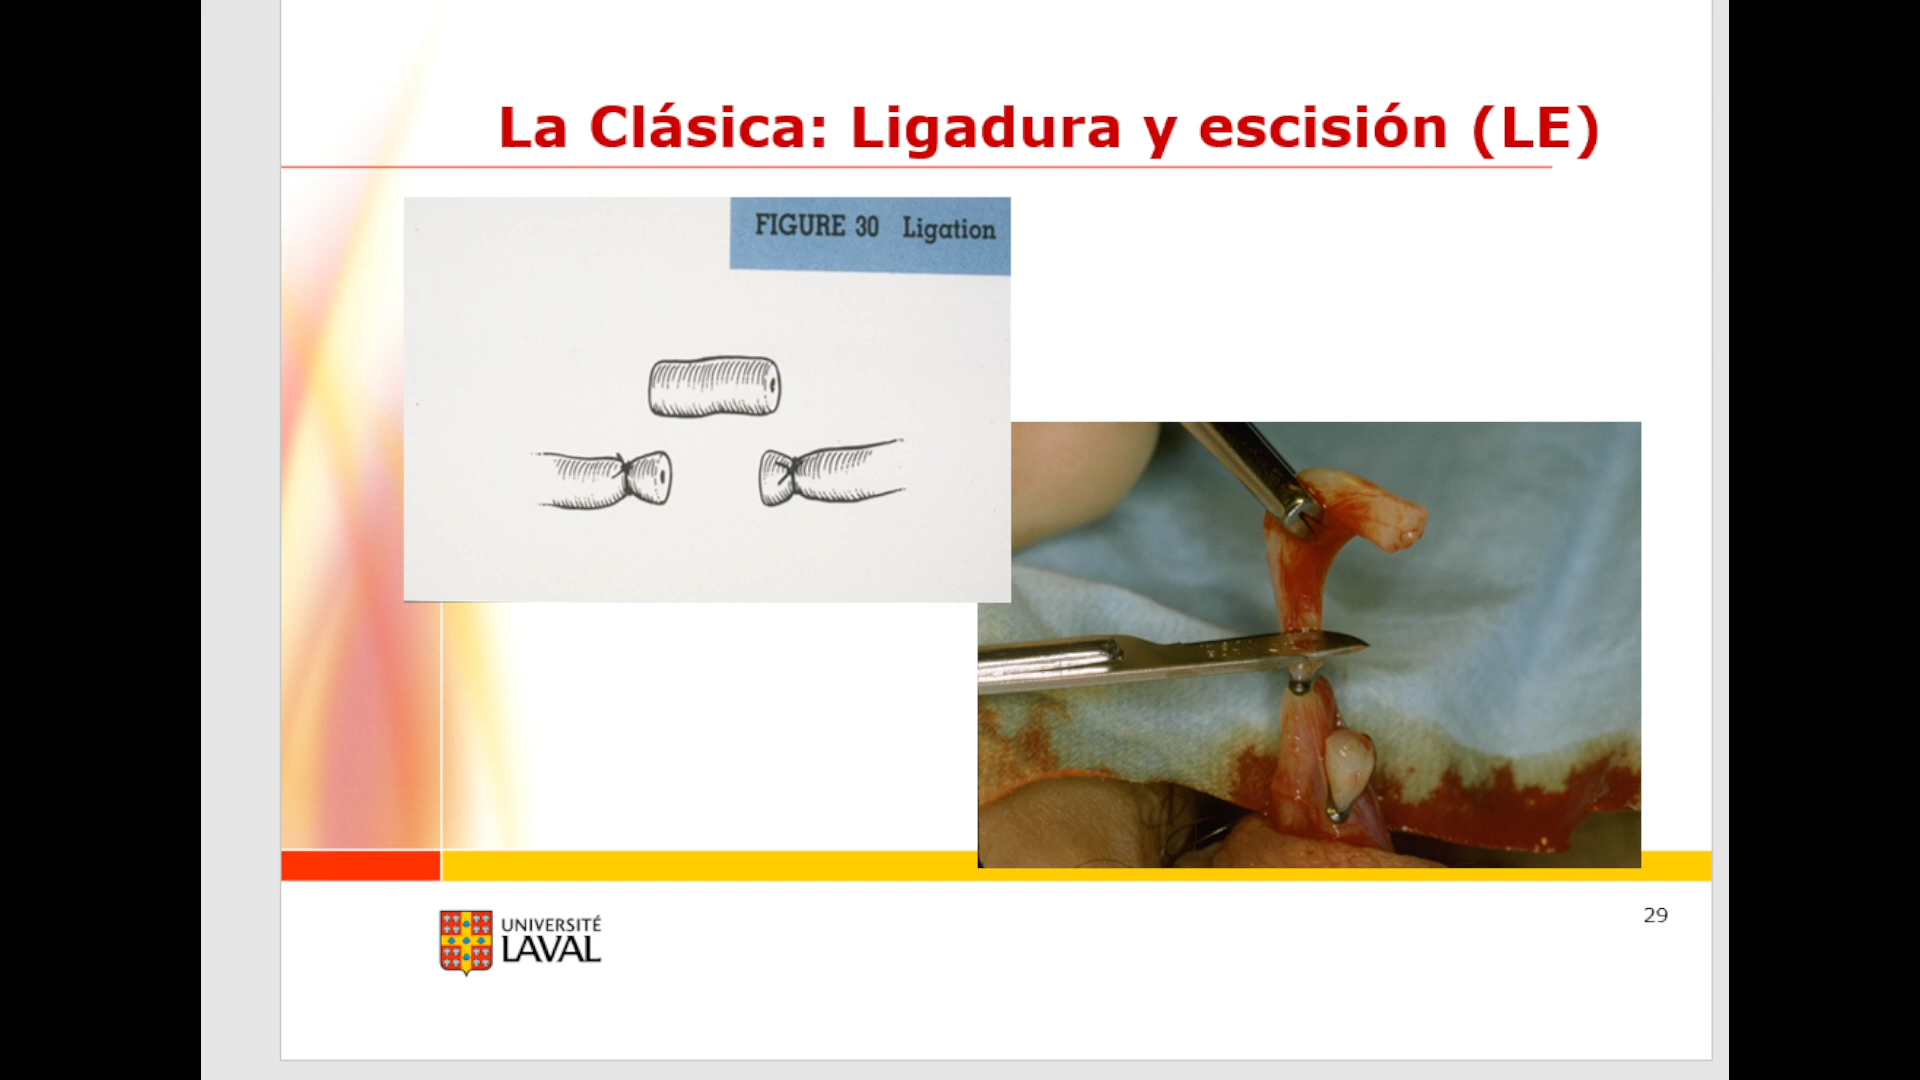 La Clásica: Ligadura y escisión (LE)
FIGURE 30 Ligation
UNIVERSITÉ
LAVAL
29